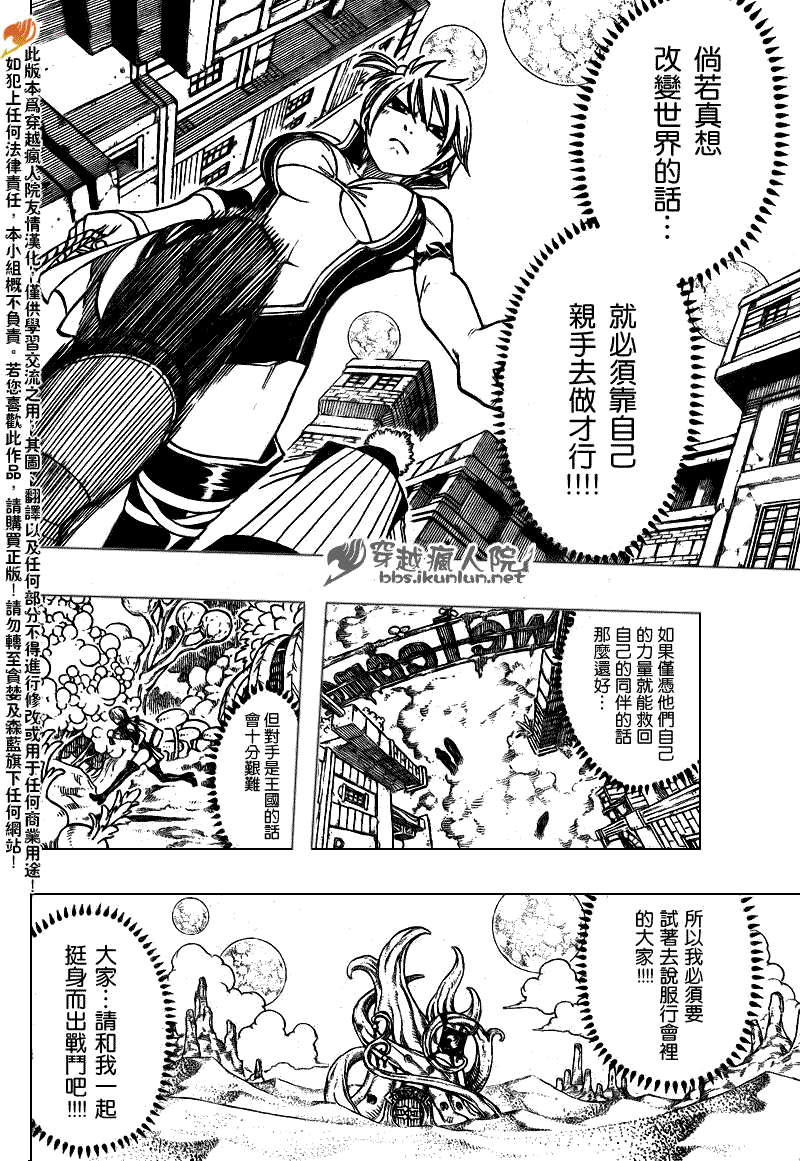 倘若真想
改變世界的話…
就必須靠自己
親手去做才行!!!!
如果僅憑他們自己
的力量就能救回
自己的同伴的話
那麼還好…
但對手是王國的話
會十分艱難
所以我必須要
試著去說服行會裡
的大家!!!!
大家…請和我一起
挺身而出戰鬥吧!!!!
穿越瘋人院
bbs.ikunlun.net
此版本爲穿越瘋人院友情漢化，僅供學習交流之用，其圖、翻譯以及任何部分不得進行修改或用于任何商業用途！
如犯上任何法律責任，本小組概不負責。若您喜歡此作品，請購買正版！請勿轉至貪婪及森藍旗下任何網站！